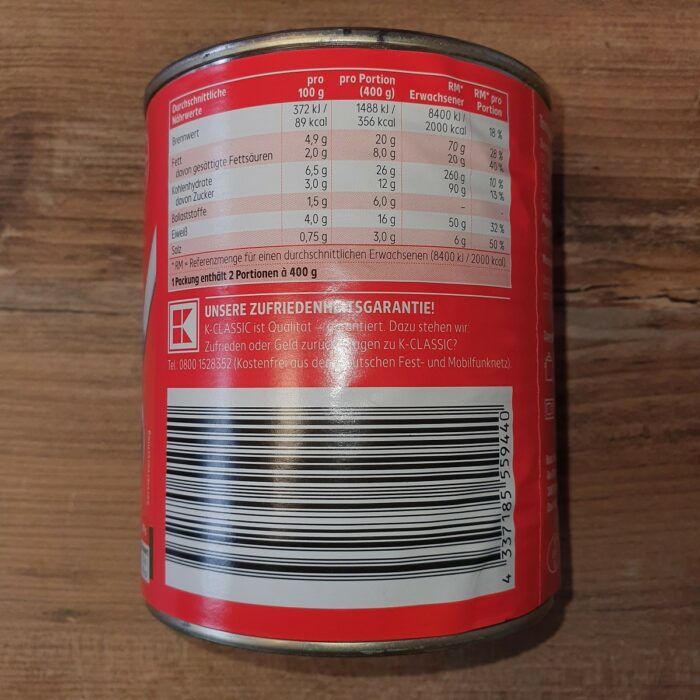 Durchschnittliche Nährwerte pro 100 g pro Portion (400 g) RM* Erwachsener RM* pro Portion
Brennwert 372 kJ / 89 kcal 1488 kJ / 356 kcal 8400 kJ / 2000 kcal 18 %
Fett 4,9 g 20 g 70 g 28 %
davon gesättigte Fettsäuren 2,0 g 8,0 g 20 g 40 %
Kohlenhydrate 6,5 g 26 g 260 g 10 %
davon Zucker 3,0 g 12 g 90 g 13 %
Ballaststoffe 1,5 g 6,0 g - -
Eiweiß 4,0 g 16 g 50 g 32 %
Salz 0,75 g 3,0 g 6 g 50 %
* RM = Referenzmenge für einen durchschnittlichen Erwachsenen (8400 kJ / 2000 kcal)
1 Packung enthält 2 Portionen à 400 g
K
UNSERE ZUFRIEDENHEITSGARANTIE!
K-CLASSIC ist Qualität – garantiert. Dazu stehen wir:
Zufrieden oder Geld zurück. Fragen zu K-CLASSIC?
Tel. 0800 1528352 (Kostenfrei aus dem deutschen Fest- und Mobilfunknetz)
4 337185 559440